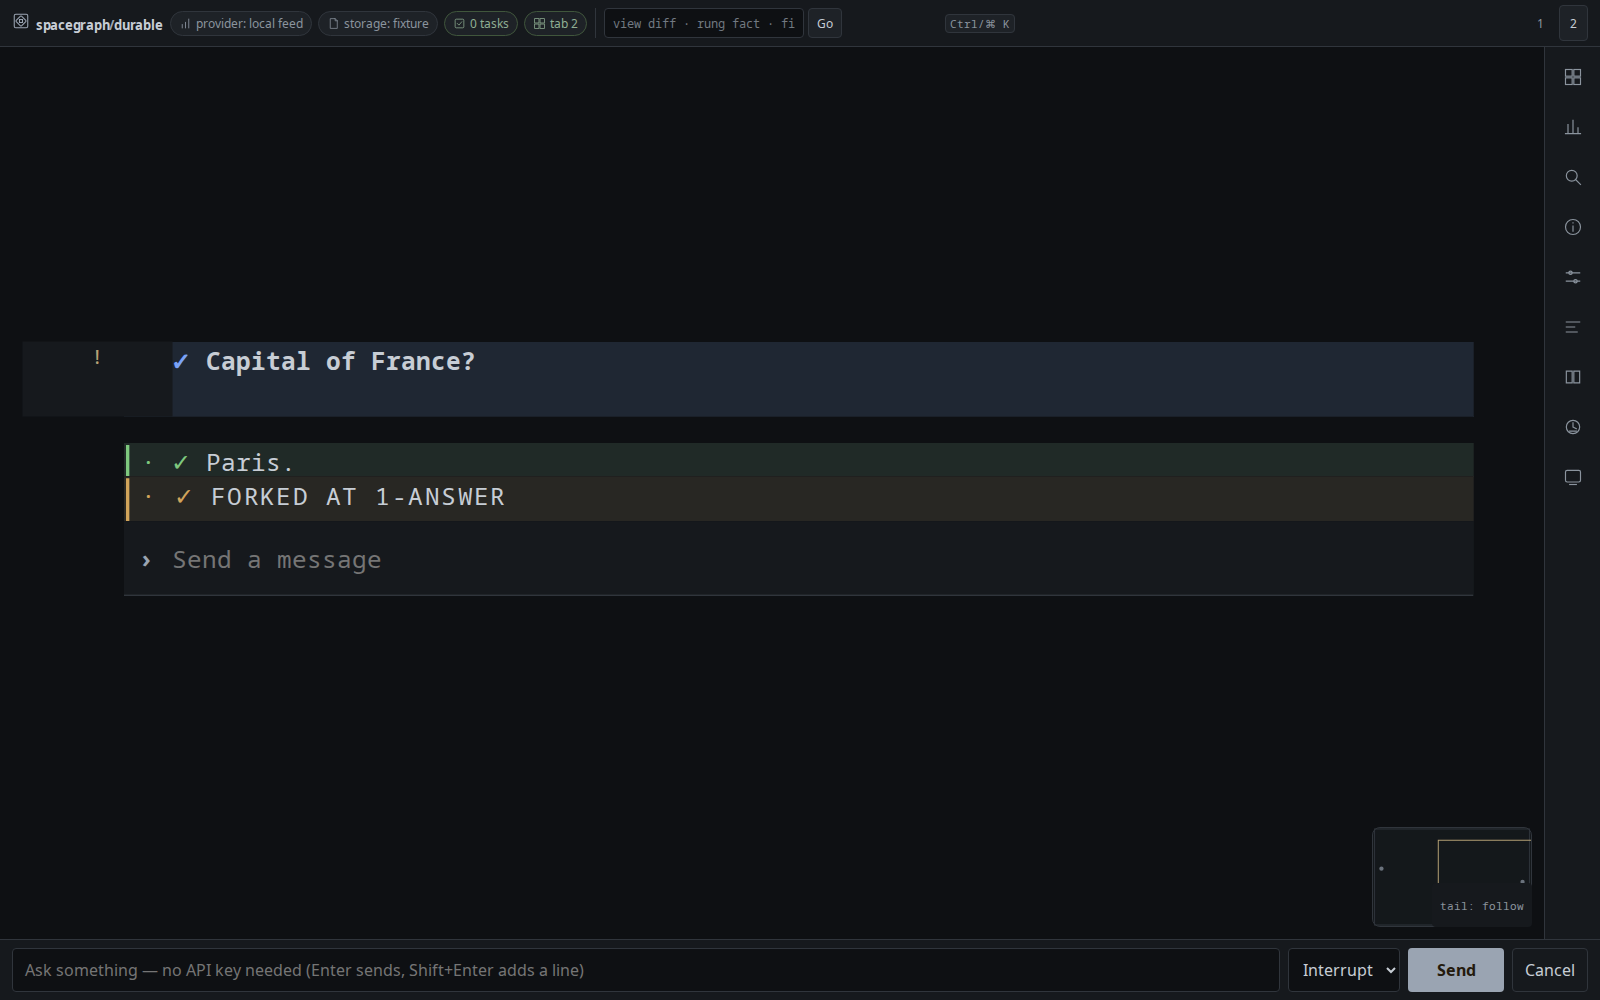 spacegraph/durable provider: local feed storage: fixture 0 tasks tab 2 view diff · rung fact · fi Go Ctrl/⌘ K 1 2
! ✓ Capital of France?
· ✓ Paris.
· ✓ FORKED AT 1-ANSWER
› Send a message
tail: follow
Ask something — no API key needed (Enter sends, Shift+Enter adds a line) Interrupt Send Cancel